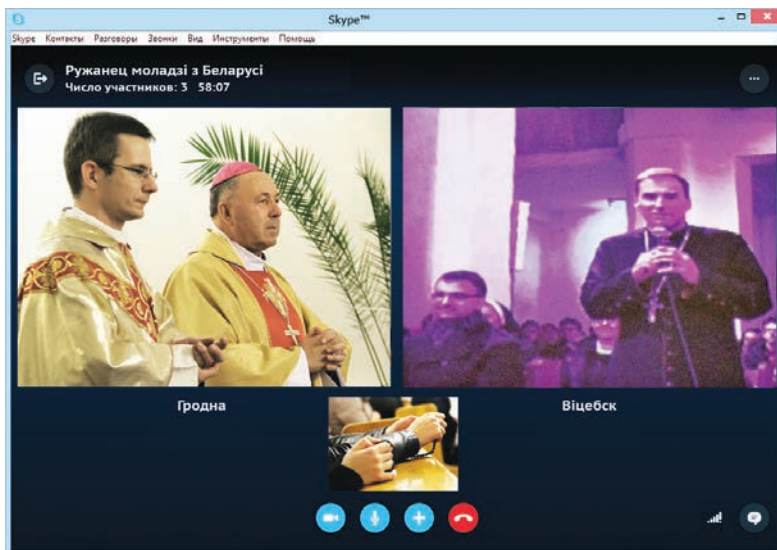 Skype™
Skype Контакты Разговоры Звонки Вид Инструменты Помощь
Ружанец моладзі з Беларусі
Число участников: 3 58:07
Гродна
Віцебск